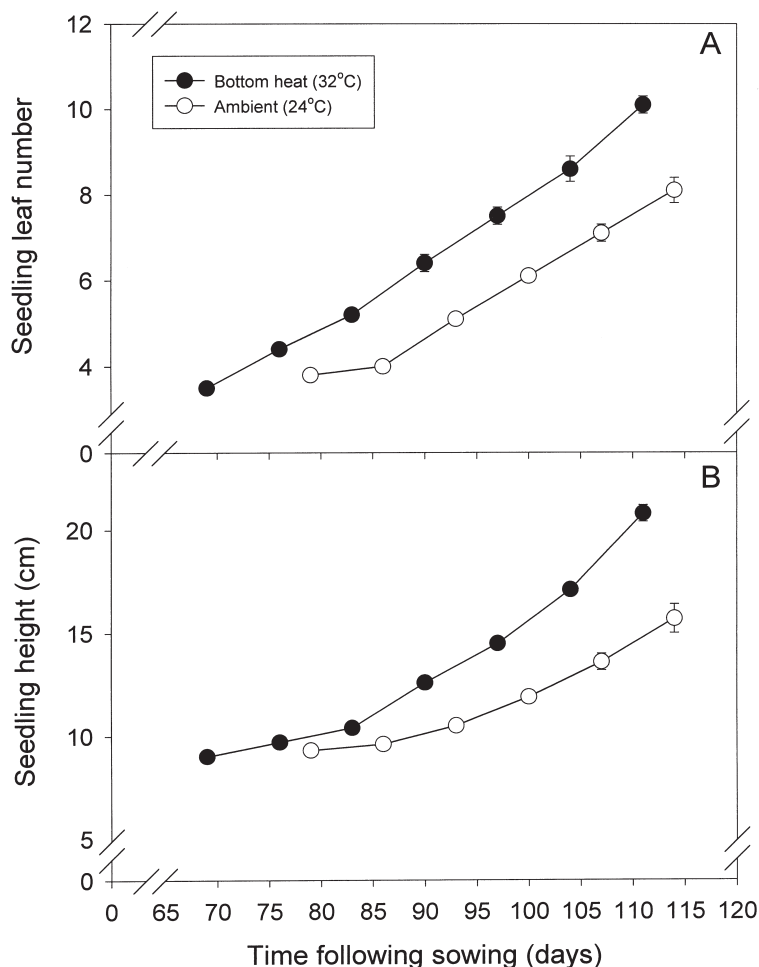 12
A
Bottom heat (32°C)
Ambient (24°C)
10
8
6
4
0
Seedling leaf number
B
20
15
10
5
0
Seedling height (cm)
0 65 70 75 80 85 90 95 100 105 110 115 120
Time following sowing (days)